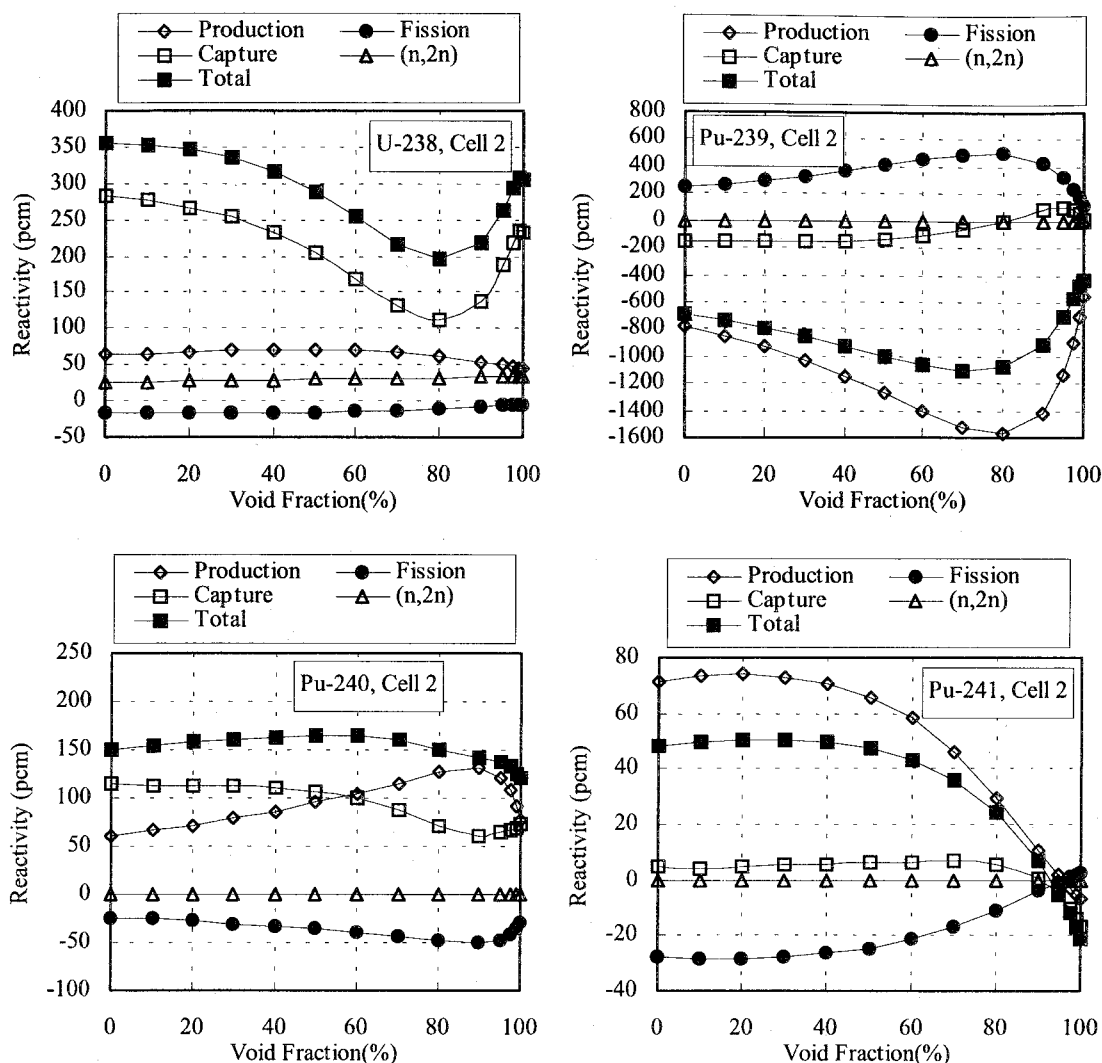 Production Fission
Capture (n,2n)
Total
400
350
300
250
200
150
100
50
0
-50
Reactivity (pcm)
U-238, Cell 2
0 20 40 60 80 100
Void Fraction(%)
Production Fission
Capture (n,2n)
Total
800
600
400
200
0
-200
-400
-600
-800
-1000
-1200
-1400
-1600
Reactivity (pcm)
Pu-239, Cell 2
0 20 40 60 80 100
Void Fraction(%)
Production Fission
Capture (n,2n)
Total
250
200
150
100
50
0
-50
-100
Reactivity (pcm)
Pu-240, Cell 2
0 20 40 60 80 100
Void Fraction(%)
Production Fission
Capture (n,2n)
Total
80
60
40
20
0
-20
-40
Reactivity (pcm)
Pu-241, Cell 2
0 20 40 60 80 100
Void Fraction(%)